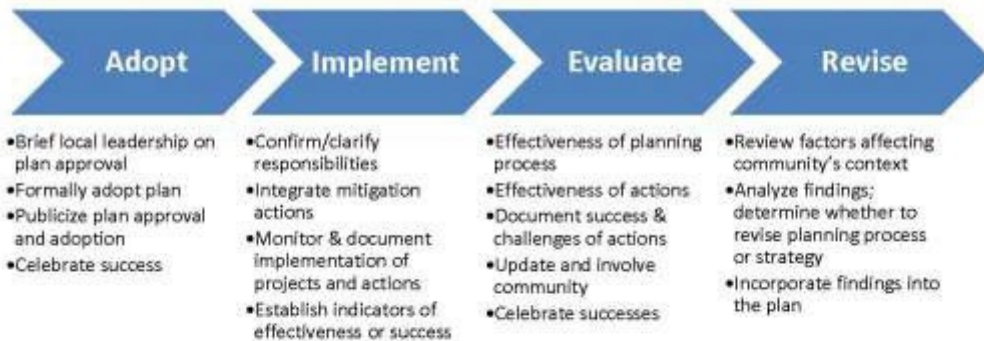 Adopt
Implement
Evaluate
Revise
•Brief local leadership on
plan approval
•Formally adopt plan
•Publicize plan approval
and adoption
•Celebrate success
•Confirm/clarify
responsibilities
•Integrate mitigation
actions
•Monitor & document
implementation of
projects and actions
•Establish indicators of
effectiveness or success
•Effectiveness of planning
process
•Effectiveness of actions
•Document success &
challenges of actions
•Update and involve
community
•Celebrate successes
•Review factors affecting
community's context
•Analyze findings;
determine whether to
revise planning process
or strategy
•Incorporate findings into
the plan